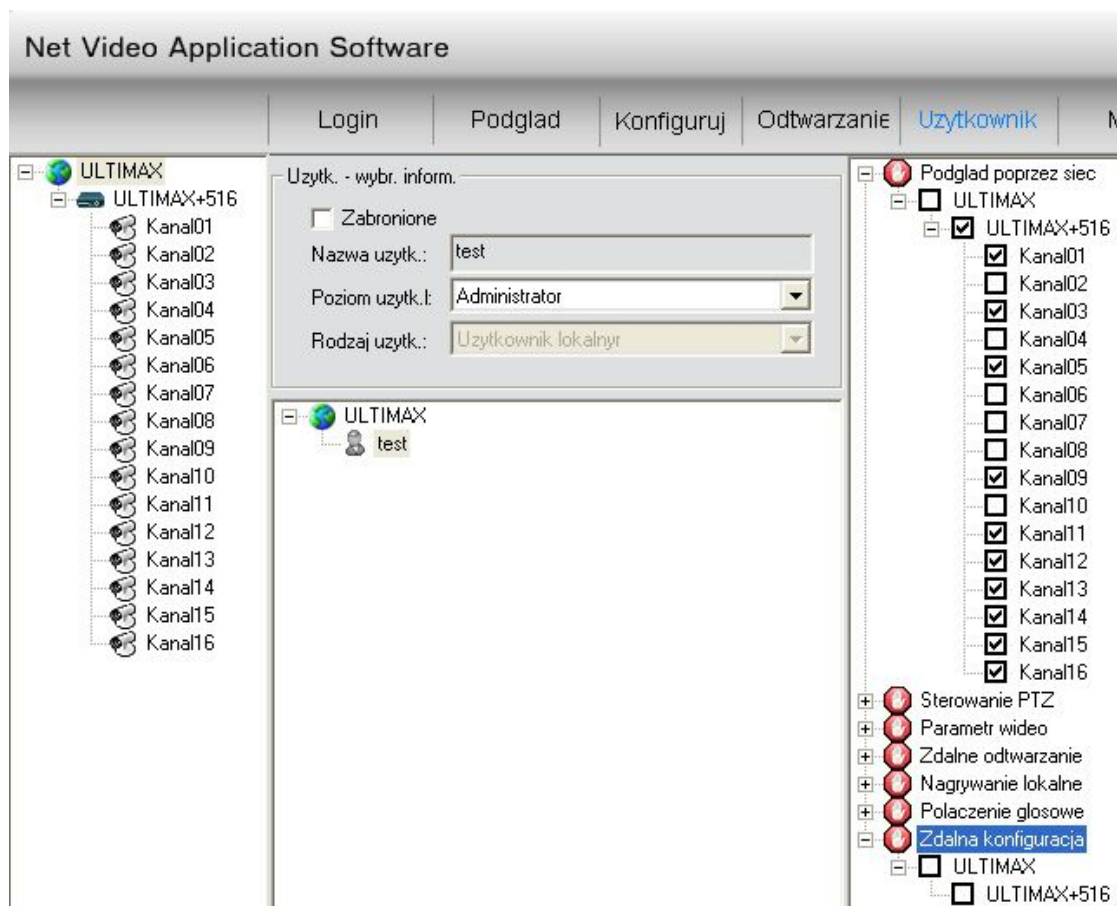 Net Video Application Software
Login
Podglad
Konfiguruj
Odtwarzanie
Uzytkownik
ULTIMAX
ULTIMAX+516
Kanal01
Kanal02
Kanal03
Kanal04
Kanal05
Kanal06
Kanal07
Kanal08
Kanal09
Kanal10
Kanal11
Kanal12
Kanal13
Kanal14
Kanal15
Kanal16
Uzytk. - wybr. inform.
Zabronione
Nazwa uzytk.: test
Poziom uzytk.l: Administrator
Rodzaj uzytk.: Uzytkownik lokalnyr
ULTIMAX
test
Podglad poprzez siec
ULTIMAX
ULTIMAX+516
Kanal01
Kanal02
Kanal03
Kanal04
Kanal05
Kanal06
Kanal07
Kanal08
Kanal09
Kanal10
Kanal11
Kanal12
Kanal13
Kanal14
Kanal15
Kanal16
Sterowanie PTZ
Parametr wideo
Zdalne odtwarzanie
Nagrywanie lokalne
Polaczenie glosowe
Zdalna konfiguracja
ULTIMAX
ULTIMAX+516